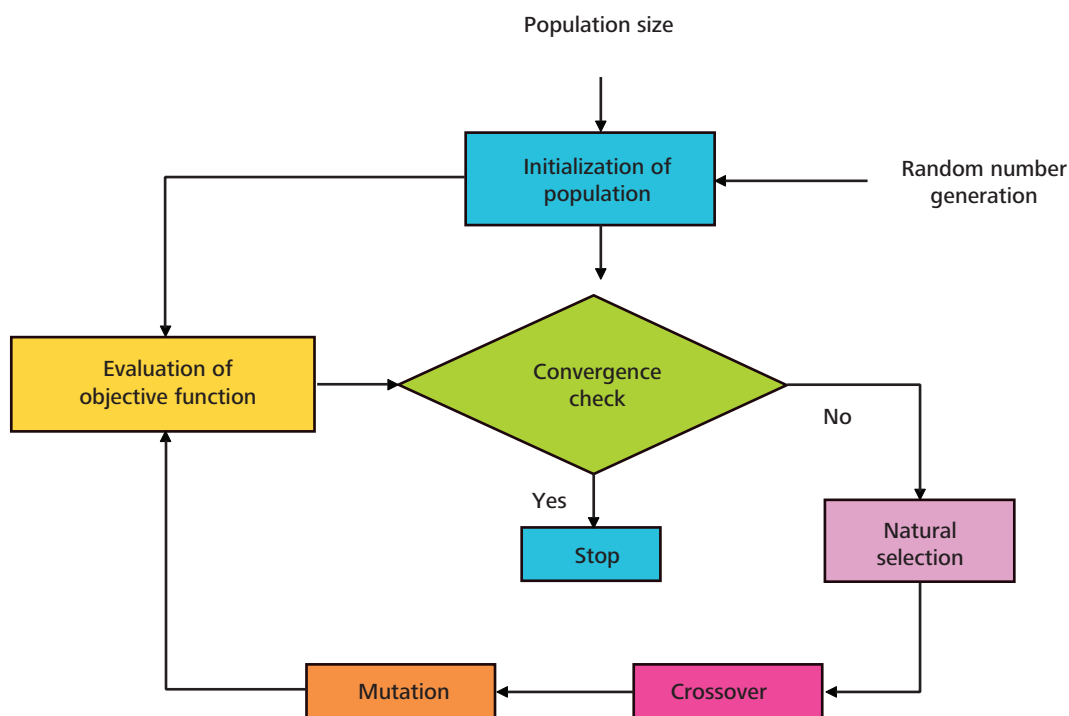 Population size
Initialization of
population
Random number
generation
Evaluation of
objective function
Convergence
check
No
Yes
Stop
Natural
selection
Mutation
Crossover